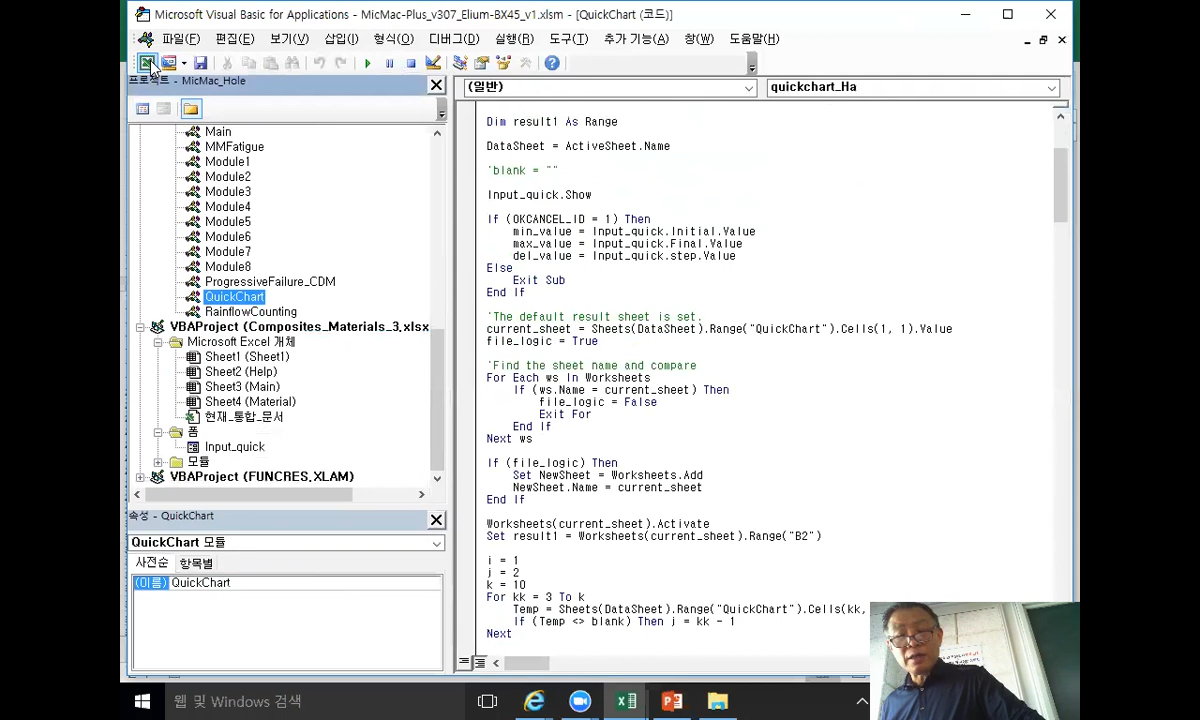 Microsoft Visual Basic for Applications - MicMac-Plus_v307_Elium-BX45_v1.xlsm - [QuickChart (코드)]
파일(F) 편집(E) 보기(V) 삽입(I) 형식(O) 디버그(D) 실행(R) 도구(T) 추가 기능(A) 창(W) 도움말(H)
프로젝트 - MicMac_Hole
Main
MMFatigue
Module1
Module2
Module3
Module4
Module5
Module6
Module7
Module8
ProgressiveFailure_CDM
QuickChart
RainflowCounting
VBAProject (Composites_Materials_3.xlsx
Microsoft Excel 개체
Sheet1 (Sheet1)
Sheet2 (Help)
Sheet3 (Main)
Sheet4 (Material)
현재_통합_문서
폼
Input_quick
모듈
VBAProject (FUNCRES.XLAM)
속성 - QuickChart
QuickChart 모듈
사전순 항목별
(이름) QuickChart
(일반) quickchart_Ha
Dim result1 As Range
DataSheet = ActiveSheet.Name
'blank = ""
Input_quick.Show
If (OKCANCEL_ID = 1) Then
min_value = Input_quick.Initial.Value
max_value = Input_quick.Final.Value
del_value = Input_quick.step.Value
Else
Exit Sub
End If
'The default result sheet is set.
current_sheet = Sheets(DataSheet).Range("QuickChart").Cells(1, 1).Value
file_logic = True
'Find the sheet name and compare
For Each ws In Worksheets
If (ws.Name = current_sheet) Then
file_logic = False
Exit For
End If
Next ws
If (file_logic) Then
Set NewSheet = Worksheets.Add
NewSheet.Name = current_sheet
End If
Worksheets(current_sheet).Activate
Set result1 = Worksheets(current_sheet).Range("B2")
i = 1
j = 2
k = 10
For kk = 3 To k
Temp = Sheets(DataSheet).Range("QuickChart").Cells(kk,
If (Temp <> blank) Then j = kk - 1
Next
웹 및 Windows 검색